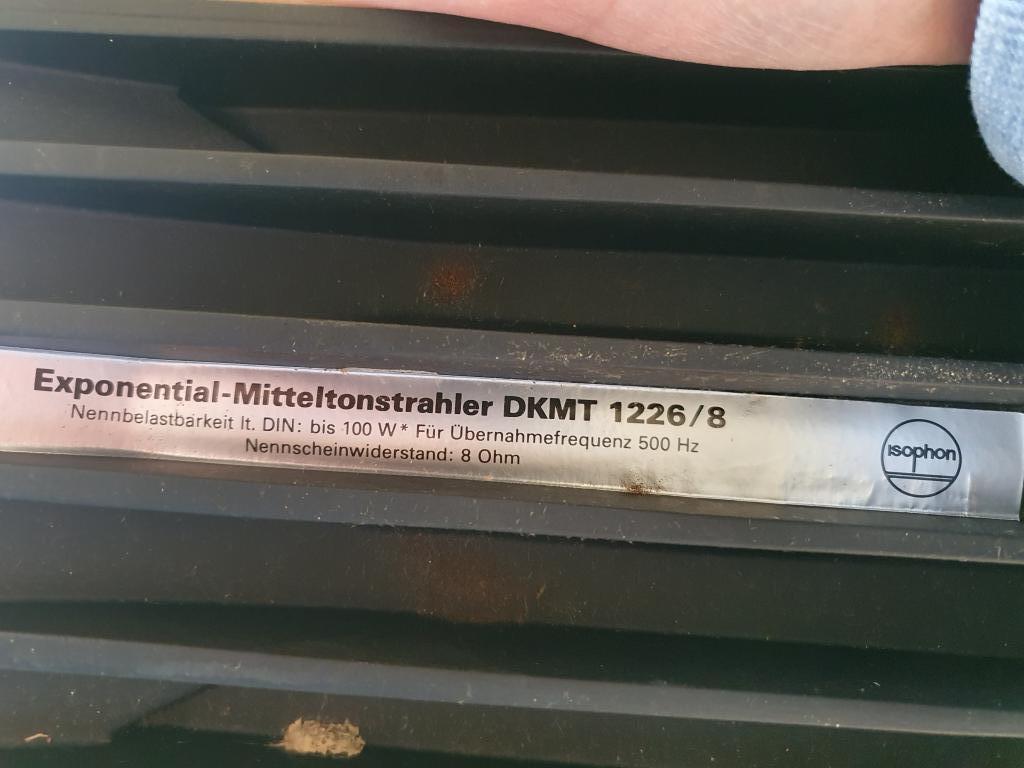 Exponential-Mitteltonstrahler DKMT 1226/8
Nennbelastbarkeit lt. DIN: bis 100 W* Für Übernahmefrequenz 500 Hz
Nennscheinwiderstand: 8 Ohm
isophon